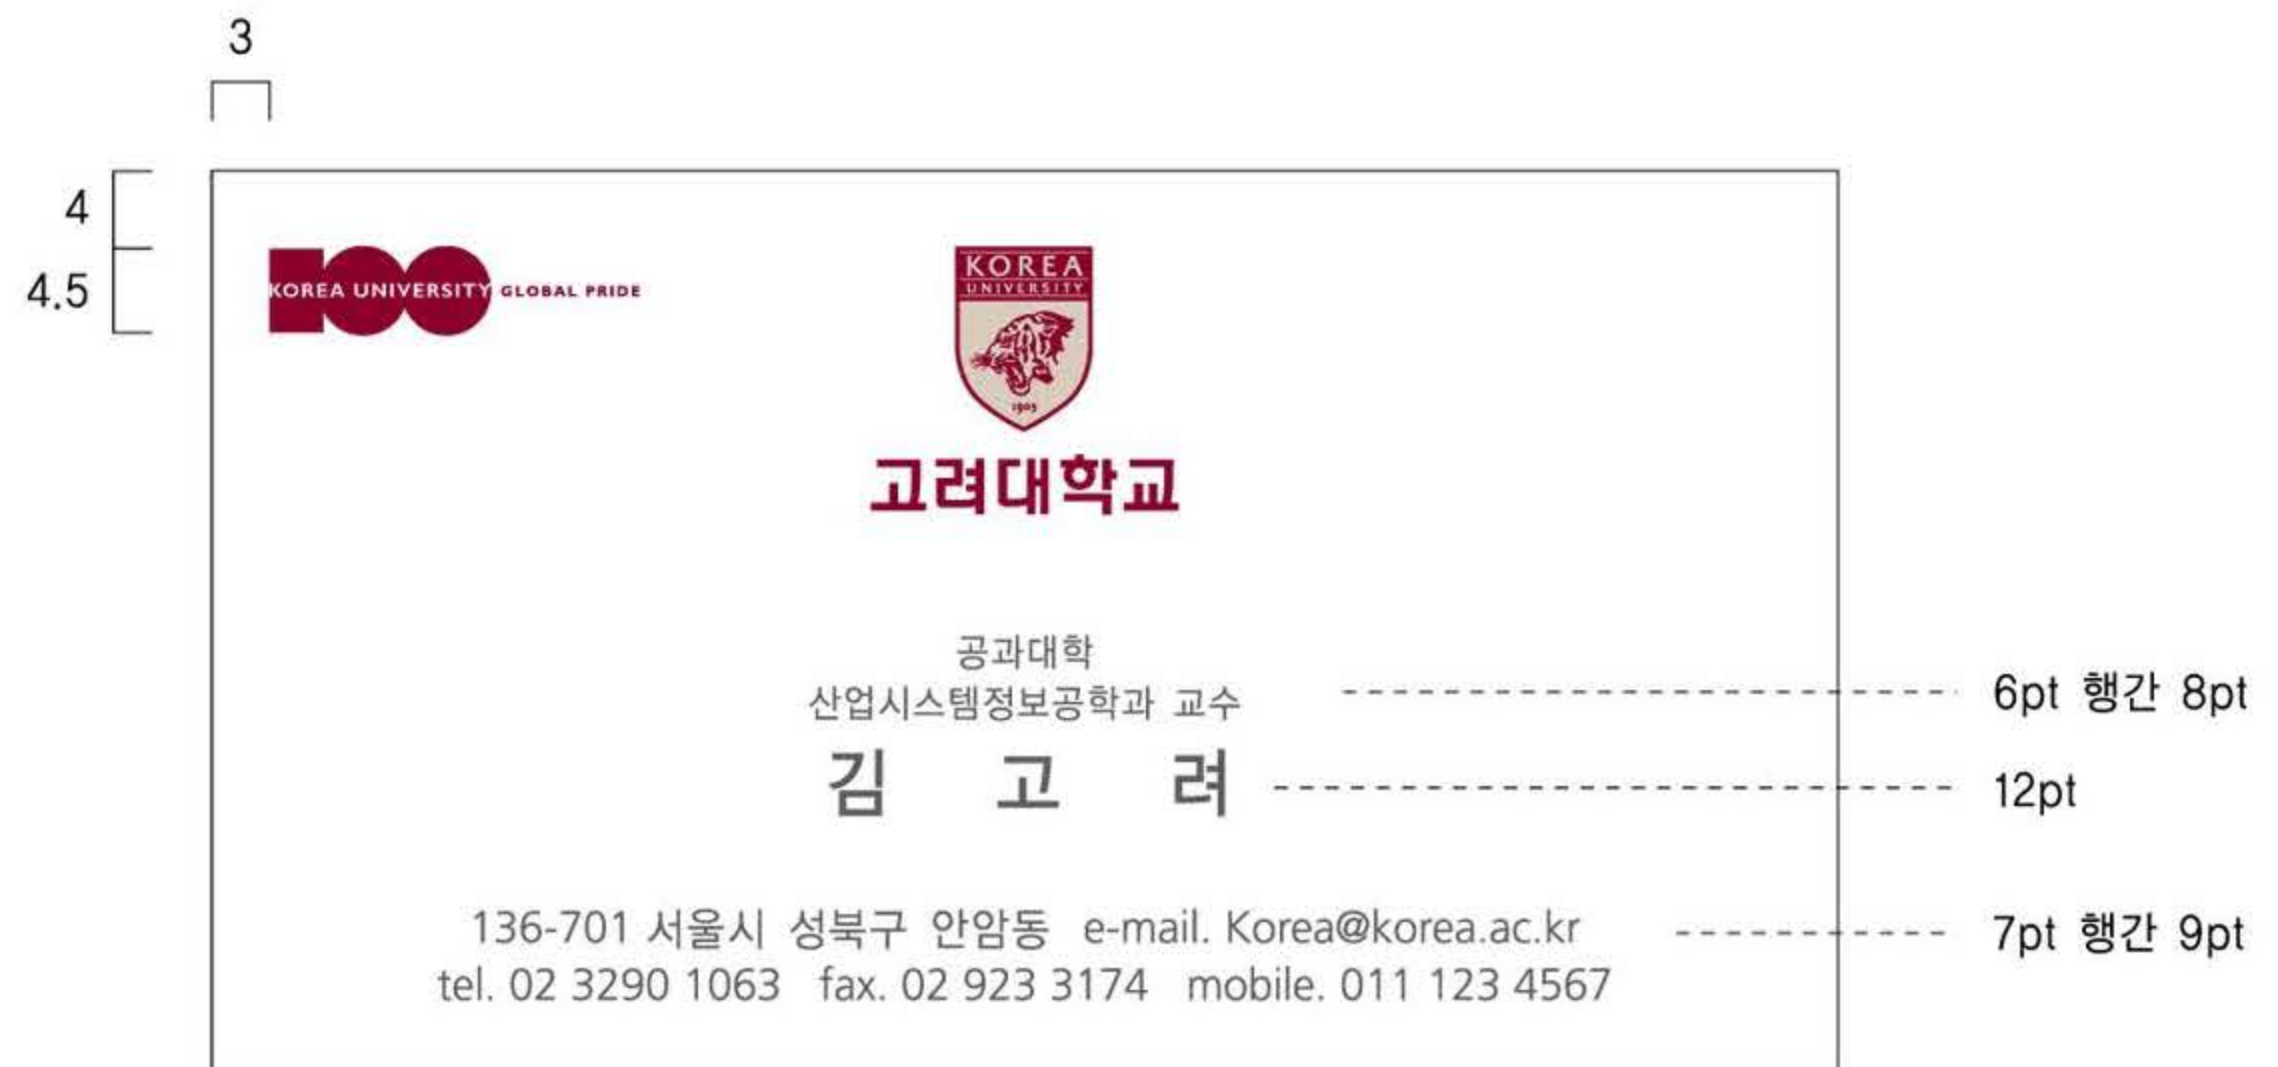 3
4
4.5
KOREA UNIVERSITY GLOBAL PRIDE
KOREA
UNIVERSITY
1905
고려대학교
공과대학
산업시스템정보공학과 교수
6pt 행간 8pt
김 고 려
12pt
136-701 서울시 성북구 안암동 e-mail. Korea@korea.ac.kr
7pt 행간 9pt
tel. 02 3290 1063 fax. 02 923 3174 mobile. 011 123 4567